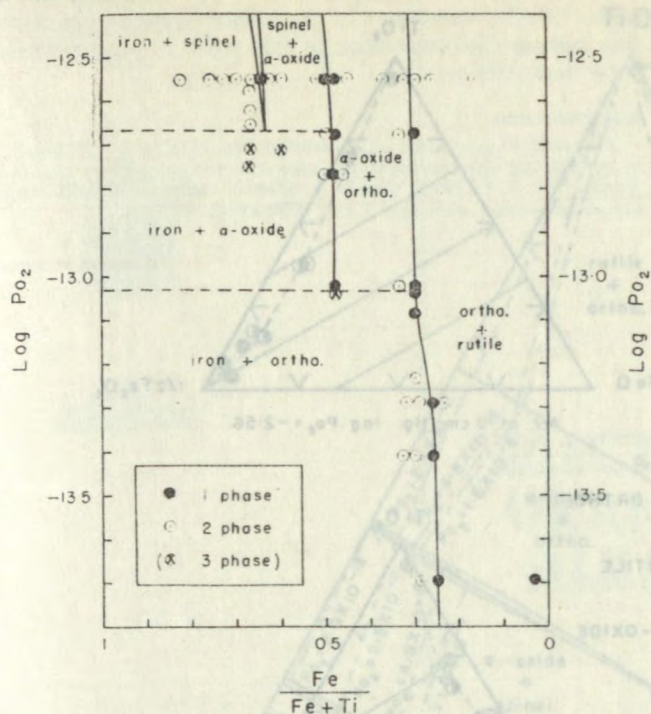 −12.5
iron + spinel
spinel
+
α-oxide
−12.5
α-oxide
+
ortho.
iron + α-oxide
−13.0
−13.0
Log Po₂
Log Po₂
ortho.
+
rutile
iron + ortho.
1 phase
2 phase
( 3 phase)
−13.5
−13.5
1
0.5
0
Fe
Fe + Ti